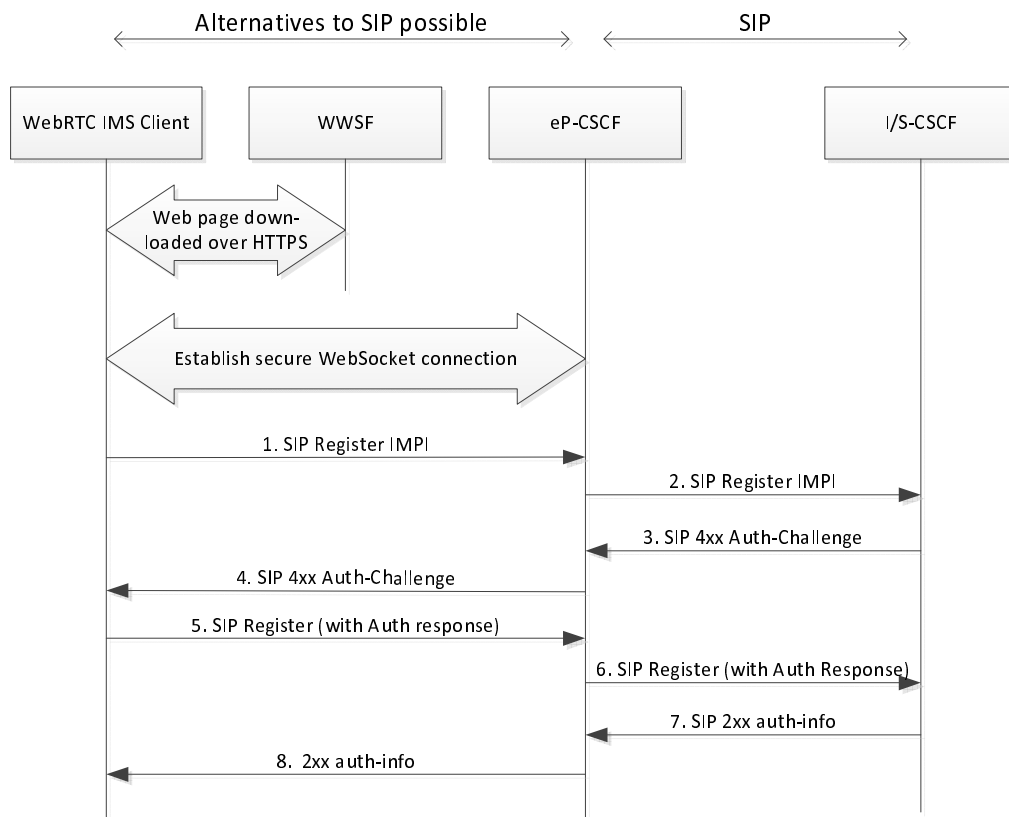 Alternatives to SIP possible
SIP
WebRTC IMS Client
WWSF
eP-CSCF
I/S-CSCF
Web page down-
loaded over HTTPS
Establish secure WebSocket connection
1. SIP Register IMPI
2. SIP Register IMPI
3. SIP 4xx Auth-Challenge
4. SIP 4xx Auth-Challenge
5. SIP Register (with Auth response)
6. SIP Register (with Auth Response)
7. SIP 2xx auth-info
8. 2xx auth-info